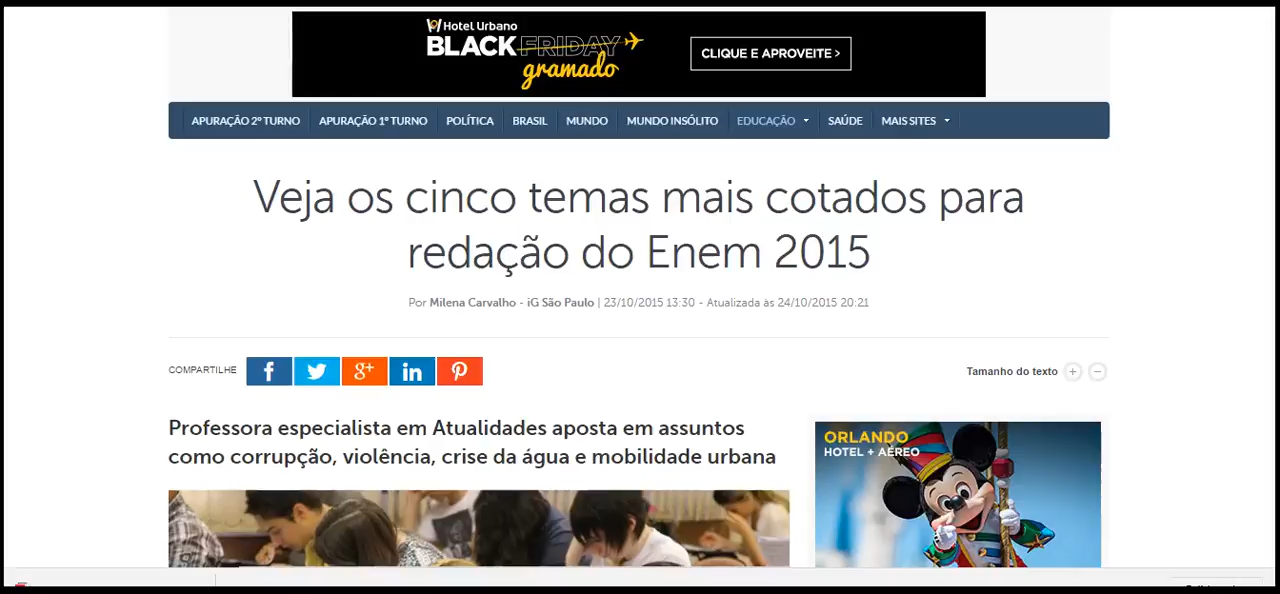 Hotel Urbano
BLACK FRIDAY
gramado
CLIQUE E APROVEITE >
APURAÇÃO 2º TURNO APURAÇÃO 1º TURNO POLÍTICA BRASIL MUNDO MUNDO INSÓLITO EDUCAÇÃO SAÚDE MAIS SITES
Veja os cinco temas mais cotados para
redação do Enem 2015
Por Milena Carvalho - iG São Paulo | 23/10/2015 13:30 - Atualizada às 24/10/2015 20:21
COMPARTILHE
Tamanho do texto + −
Professora especialista em Atualidades aposta em assuntos
como corrupção, violência, crise da água e mobilidade urbana
ORLANDO
HOTEL + AÉREO